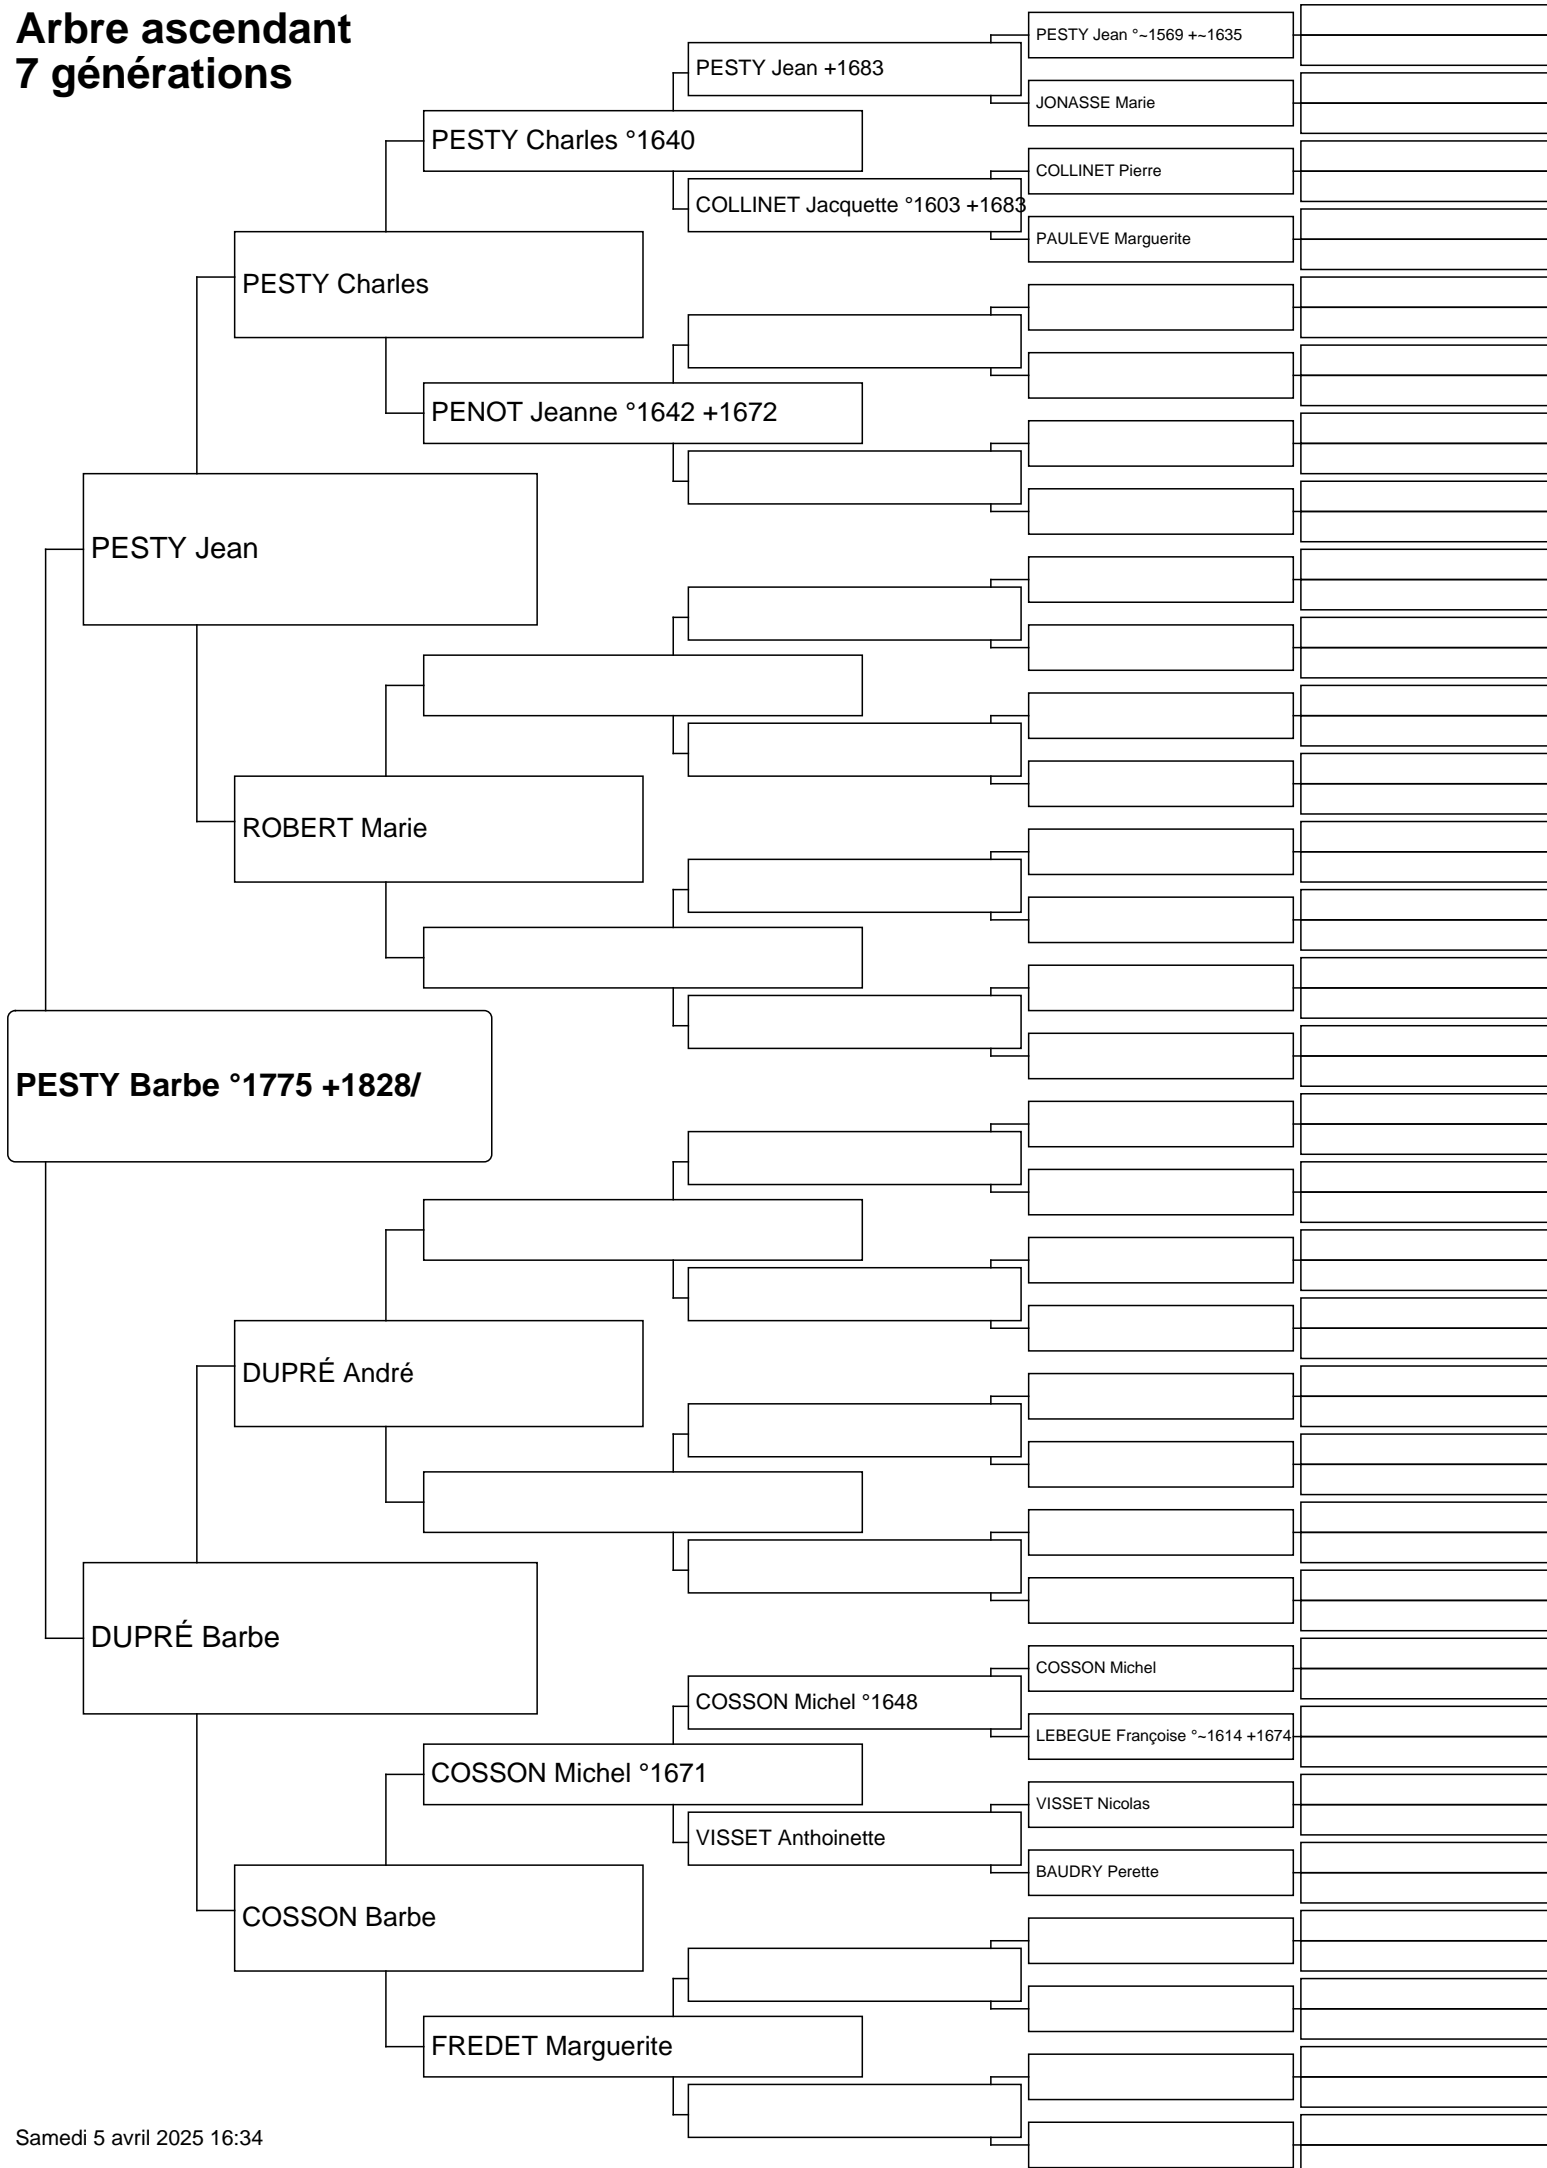 Arbre ascendant
7 générations
PESTY Jean °~1569 +~1635
PESTY Jean +1683
JONASSE Marie
PESTY Charles °1640
COLLINET Pierre
COLLINET Jacquette °1603 +1683
PAULEVE Marguerite
PESTY Charles
PENOT Jeanne °1642 +1672
PESTY Jean
ROBERT Marie
PESTY Barbe °1775 +1828/
DUPRÉ André
DUPRÉ Barbe
COSSON Michel
COSSON Michel °1648
LEBEGUE Françoise °~1614 +1674
COSSON Michel °1671
VISSET Nicolas
VISSET Anthoinette
BAUDRY Perette
COSSON Barbe
FREDET Marguerite
Samedi 5 avril 2025 16:34